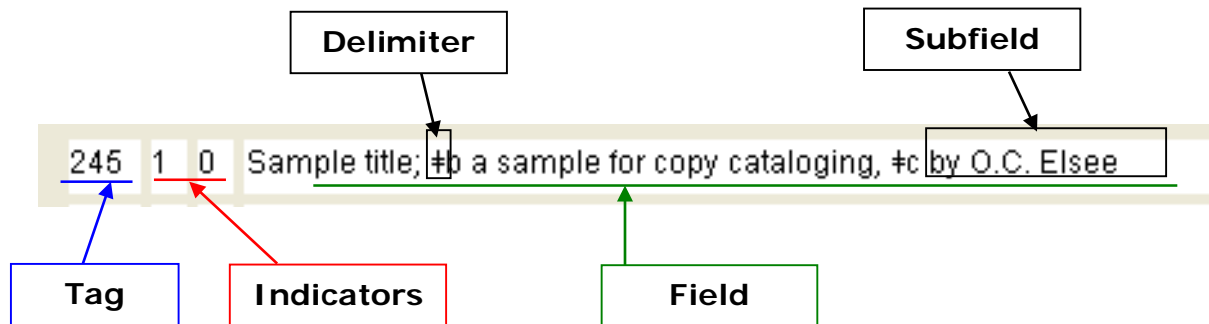 Delimiter
Subfield
245 1 0 Sample title; ǂb a sample for copy cataloging, ǂc by O.C. Elsee
Tag
Indicators
Field